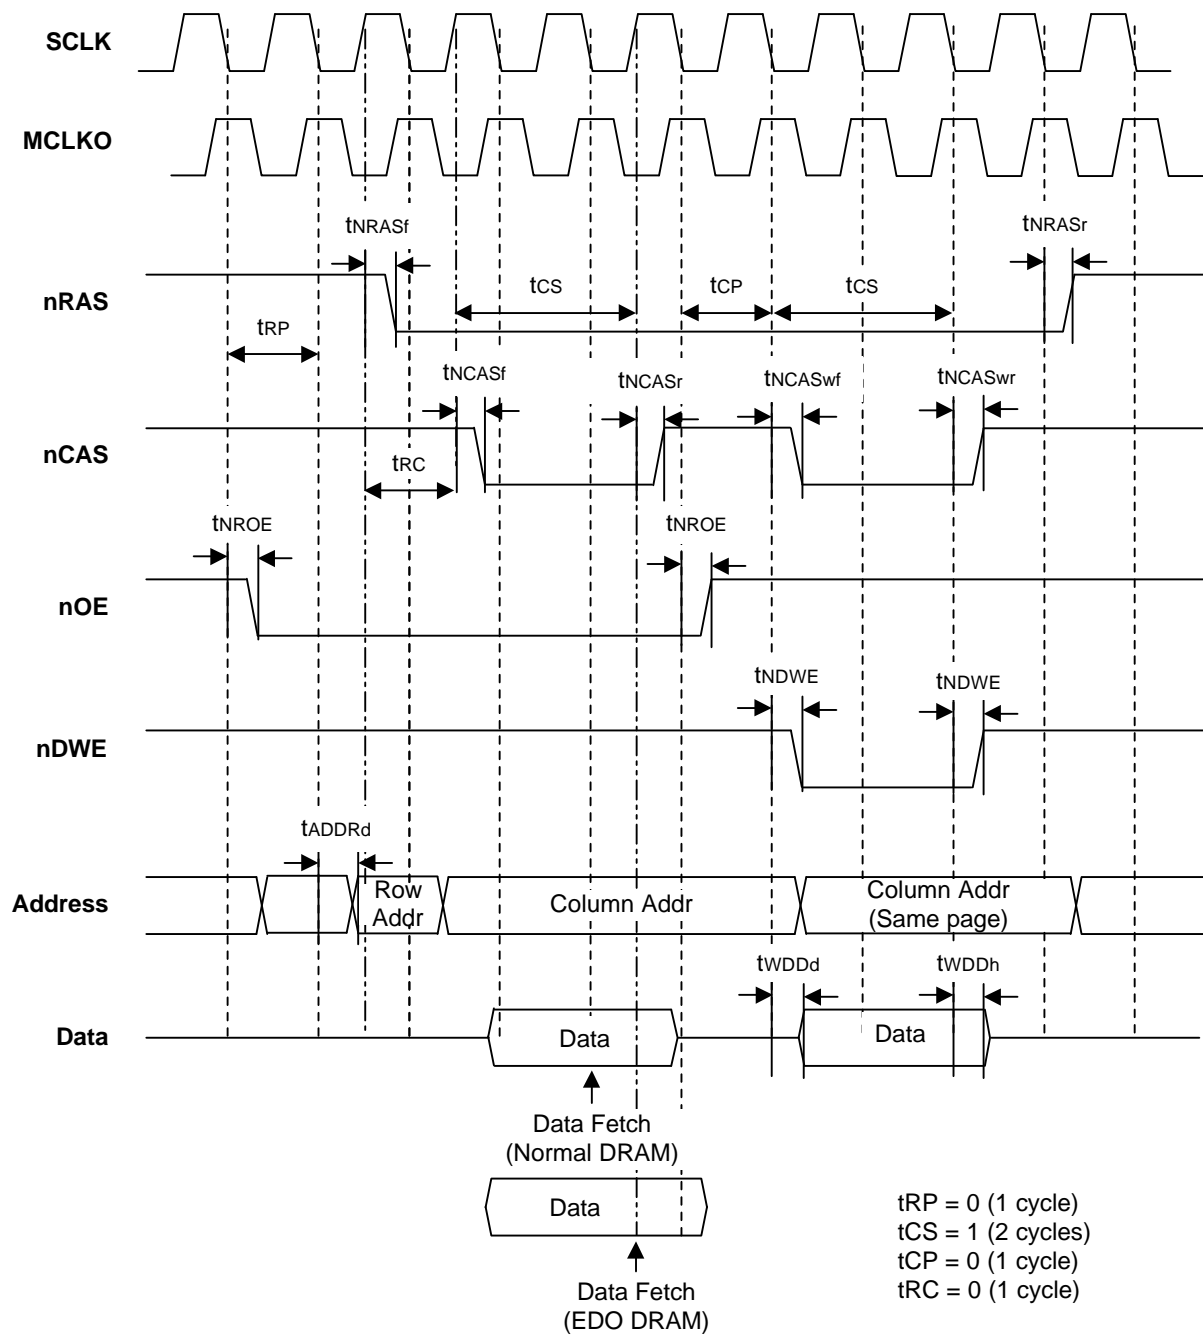 SCLK
MCLKO
tNRASf
tNRASr
nRAS
tCS
tCP
tCS
tRP
tNCASf
tNCASr
tNCASwf
tNCASwr
nCAS
tRC
tNROE
tNROE
nOE
tNDWE
tNDWE
nDWE
tADDRd
Address
Row
Addr
Column Addr
Column Addr
(Same page)
tWDDd
tWDDh
Data
Data
Data
Data Fetch
(Normal DRAM)
Data
Data Fetch
(EDO DRAM)
tRP = 0 (1 cycle)
tCS = 1 (2 cycles)
tCP = 0 (1 cycle)
tRC = 0 (1 cycle)